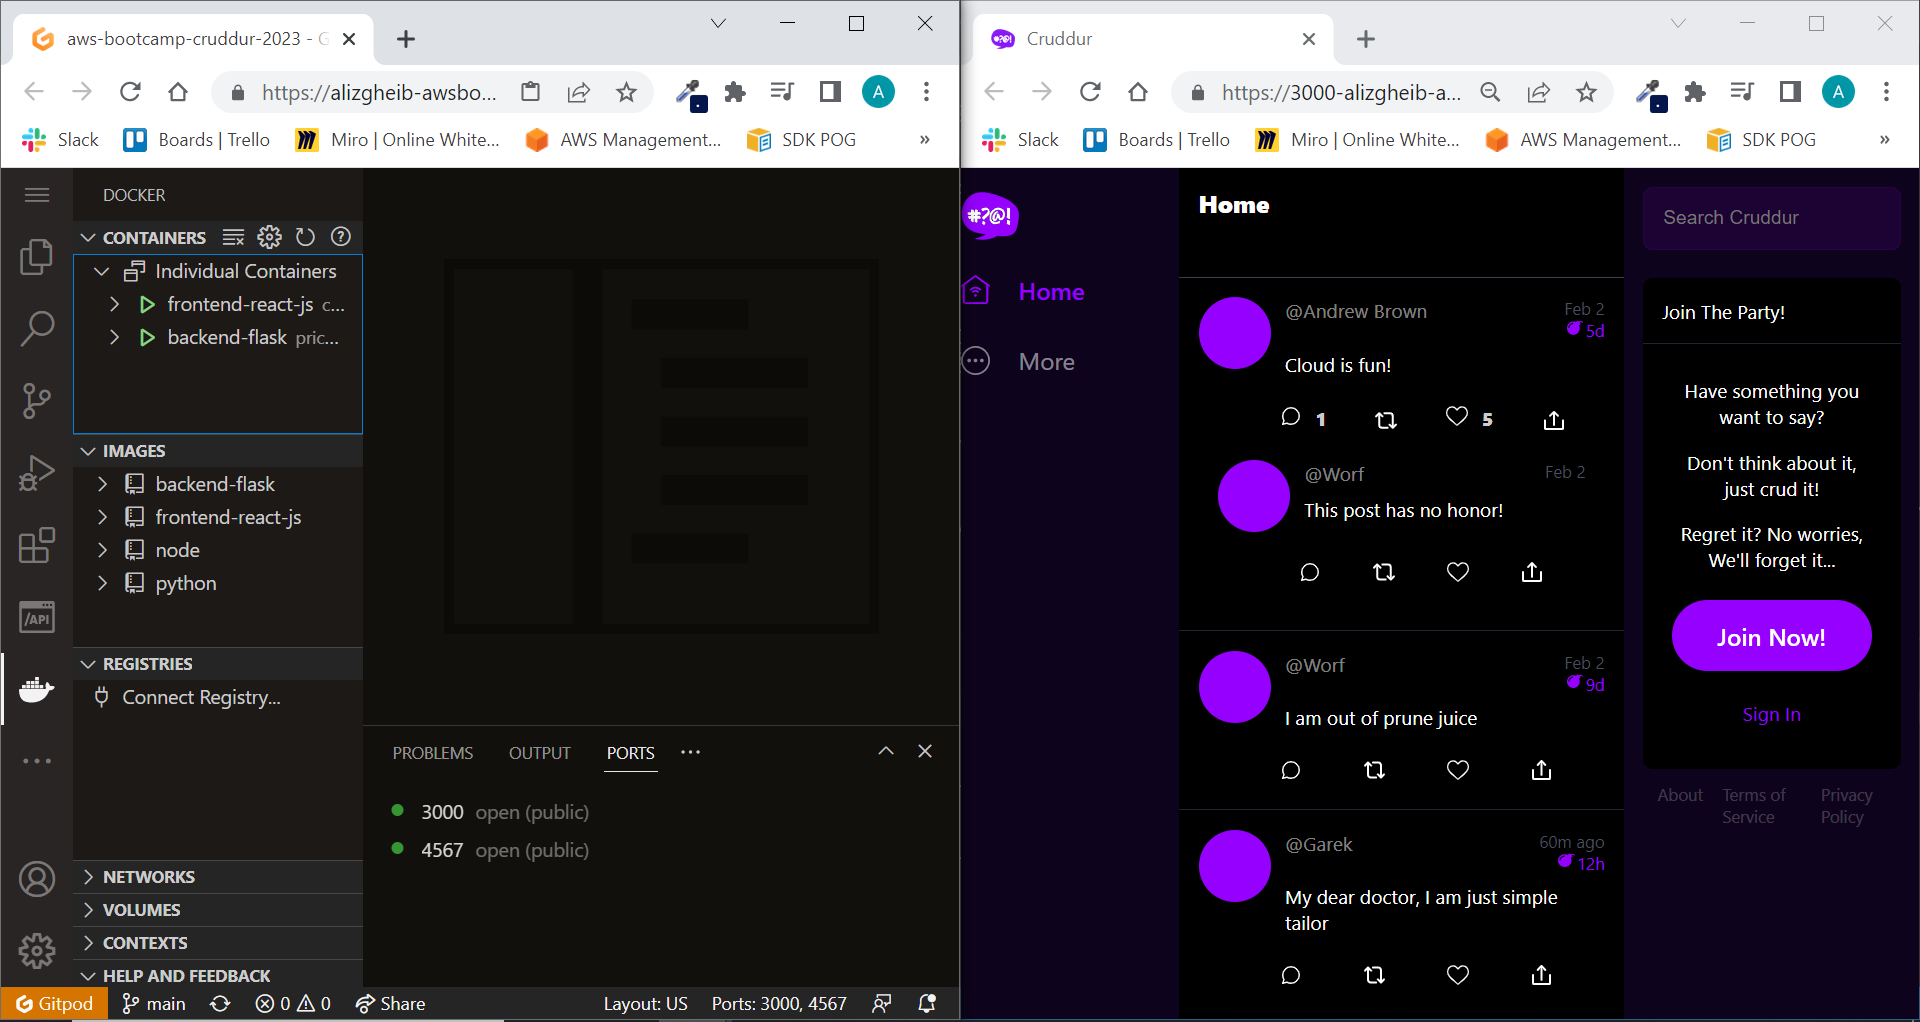 aws-bootcamp-cruddur-2023 - G
https://alizgheib-awsbo...
A
Slack
Boards | Trello
Miro | Online White...
AWS Management...
SDK POG
»
DOCKER
CONTAINERS
Individual Containers
frontend-react-js c...
backend-flask pric...
IMAGES
backend-flask
frontend-react-js
node
python
/API
REGISTRIES
Connect Registry...
NETWORKS
VOLUMES
CONTEXTS
HELP AND FEEDBACK
PROBLEMS OUTPUT PORTS ...
3000 open (public)
4567 open (public)
Gitpod main 0 0 Share Layout: US Ports: 3000, 4567
Cruddur
https://3000-alizgheib-a...
A
Slack
Boards | Trello
Miro | Online White...
AWS Management...
SDK POG
»
#?@!
Home
More
Home
@Andrew Brown Feb 2
5d
Cloud is fun!
1 5
@Worf Feb 2
This post has no honor!
@Worf Feb 2
9d
I am out of prune juice
@Garek 60m ago
12h
My dear doctor, I am just simple
tailor
Search Cruddur
Join The Party!
Have something you
want to say?
Don't think about it,
just crud it!
Regret it? No worries,
We'll forget it...
Join Now!
Sign In
About
Terms of
Service
Privacy
Policy